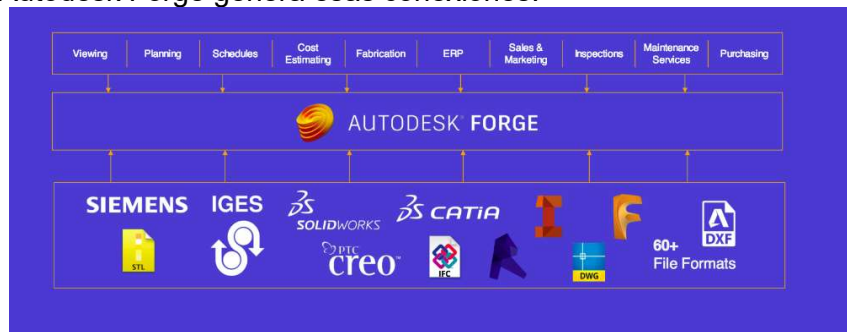 Autodesk Forge genera esas conexiones.
Viewing
Planning
Schedules
Cost
Estimating
Fabrication
ERP
Sales &
Marketing
Inspections
Maintenance
Services
Purchasing
AUTODESK® FORGE
SIEMENS
IGES
SOLIDWORKS
CATIA
STL
PTC
creo™
IFC
R
I
F
DWG
60+
File Formats
A
DXF